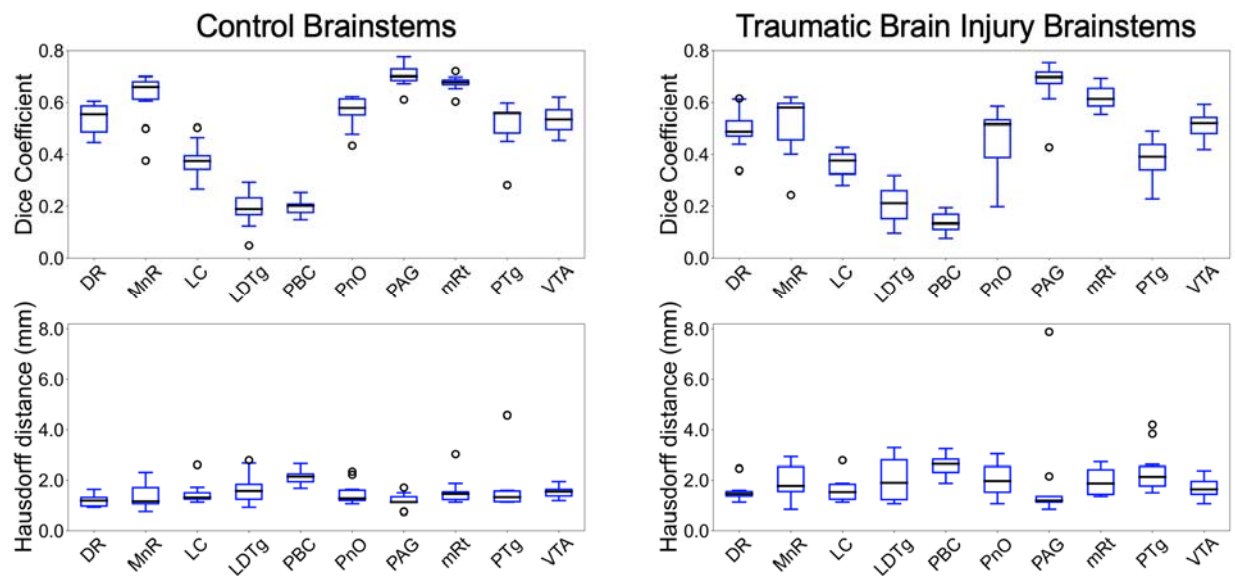 Control Brainstems
Dice Coefficient
0.8
0.6
0.4
0.2
0.0
DR MnR LC LDTg PBC PnO PAG mRt PTg VTA
Hausdorff distance (mm)
8.0
6.0
4.0
2.0
0.0
DR MnR LC LDTg PBC PnO PAG mRt PTg VTA
Traumatic Brain Injury Brainstems
Dice Coefficient
0.8
0.6
0.4
0.2
0.0
DR MnR LC LDTg PBC PnO PAG mRt PTg VTA
Hausdorff distance (mm)
8.0
6.0
4.0
2.0
0.0
DR MnR LC LDTg PBC PnO PAG mRt PTg VTA